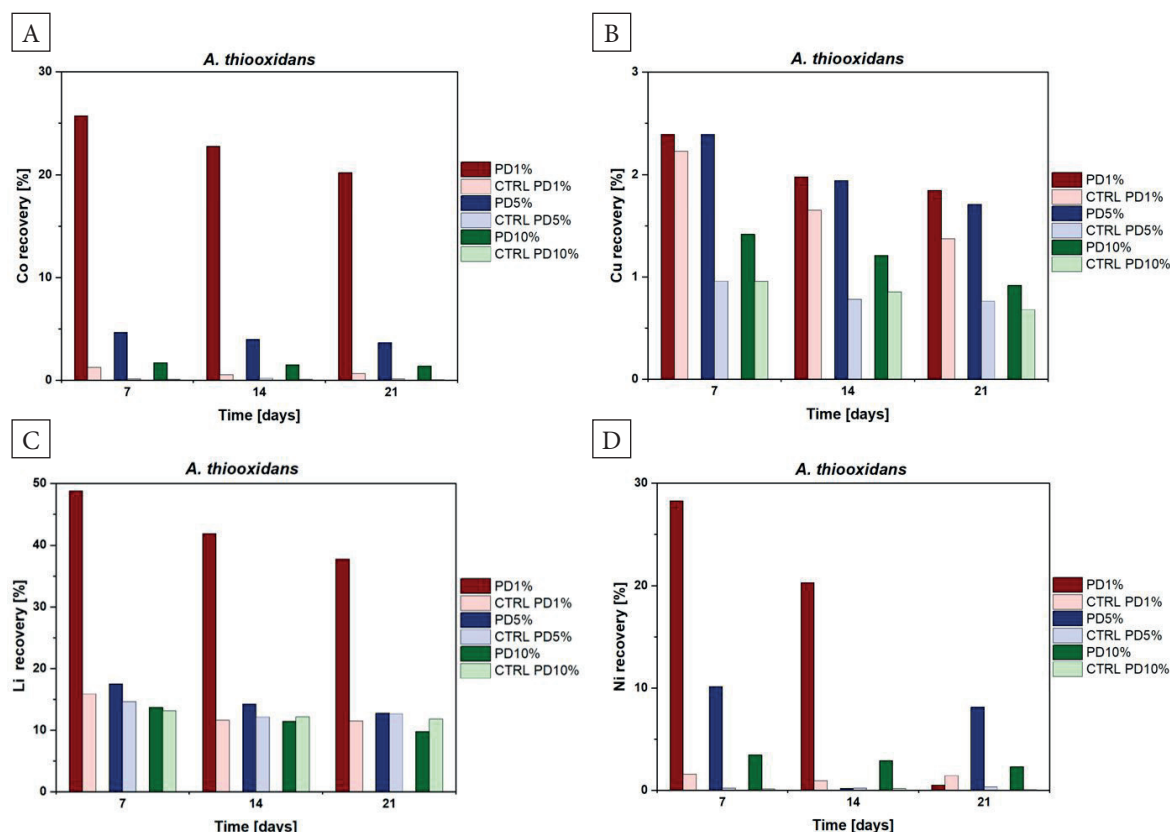 A
A. thiooxidans
30
20
10
0
Co recovery [%]
7
14
21
Time [days]
PD1%
CTRL PD1%
PD5%
CTRL PD5%
PD10%
CTRL PD10%
B
A. thiooxidans
3
2
1
0
Cu recovery [%]
7
14
21
Time [days]
PD1%
CTRL PD1%
PD5%
CTRL PD5%
PD10%
CTRL PD10%
C
A. thiooxidans
50
40
30
20
10
0
Li recovery [%]
7
14
21
Time [days]
PD1%
CTRL PD1%
PD5%
CTRL PD5%
PD10%
CTRL PD10%
D
A. thiooxidans
30
20
10
0
Ni recovery [%]
7
14
21
Time [days]
PD1%
CTRL PD1%
PD5%
CTRL PD5%
PD10%
CTRL PD10%